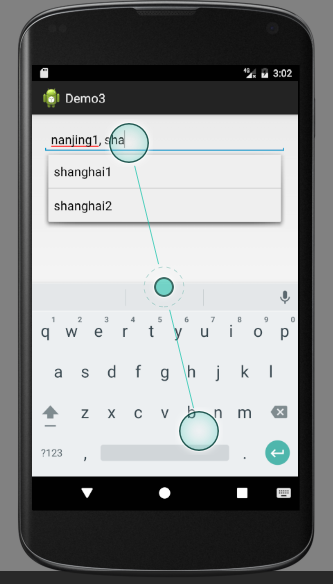 3:02
Demo3
nanjing1, sha
shanghai1
shanghai2
1 2 3 4 5 6 7 8 9 0
q w e r t y u i o p
a s d f g h j k l
z x c v b n m
?123 , .